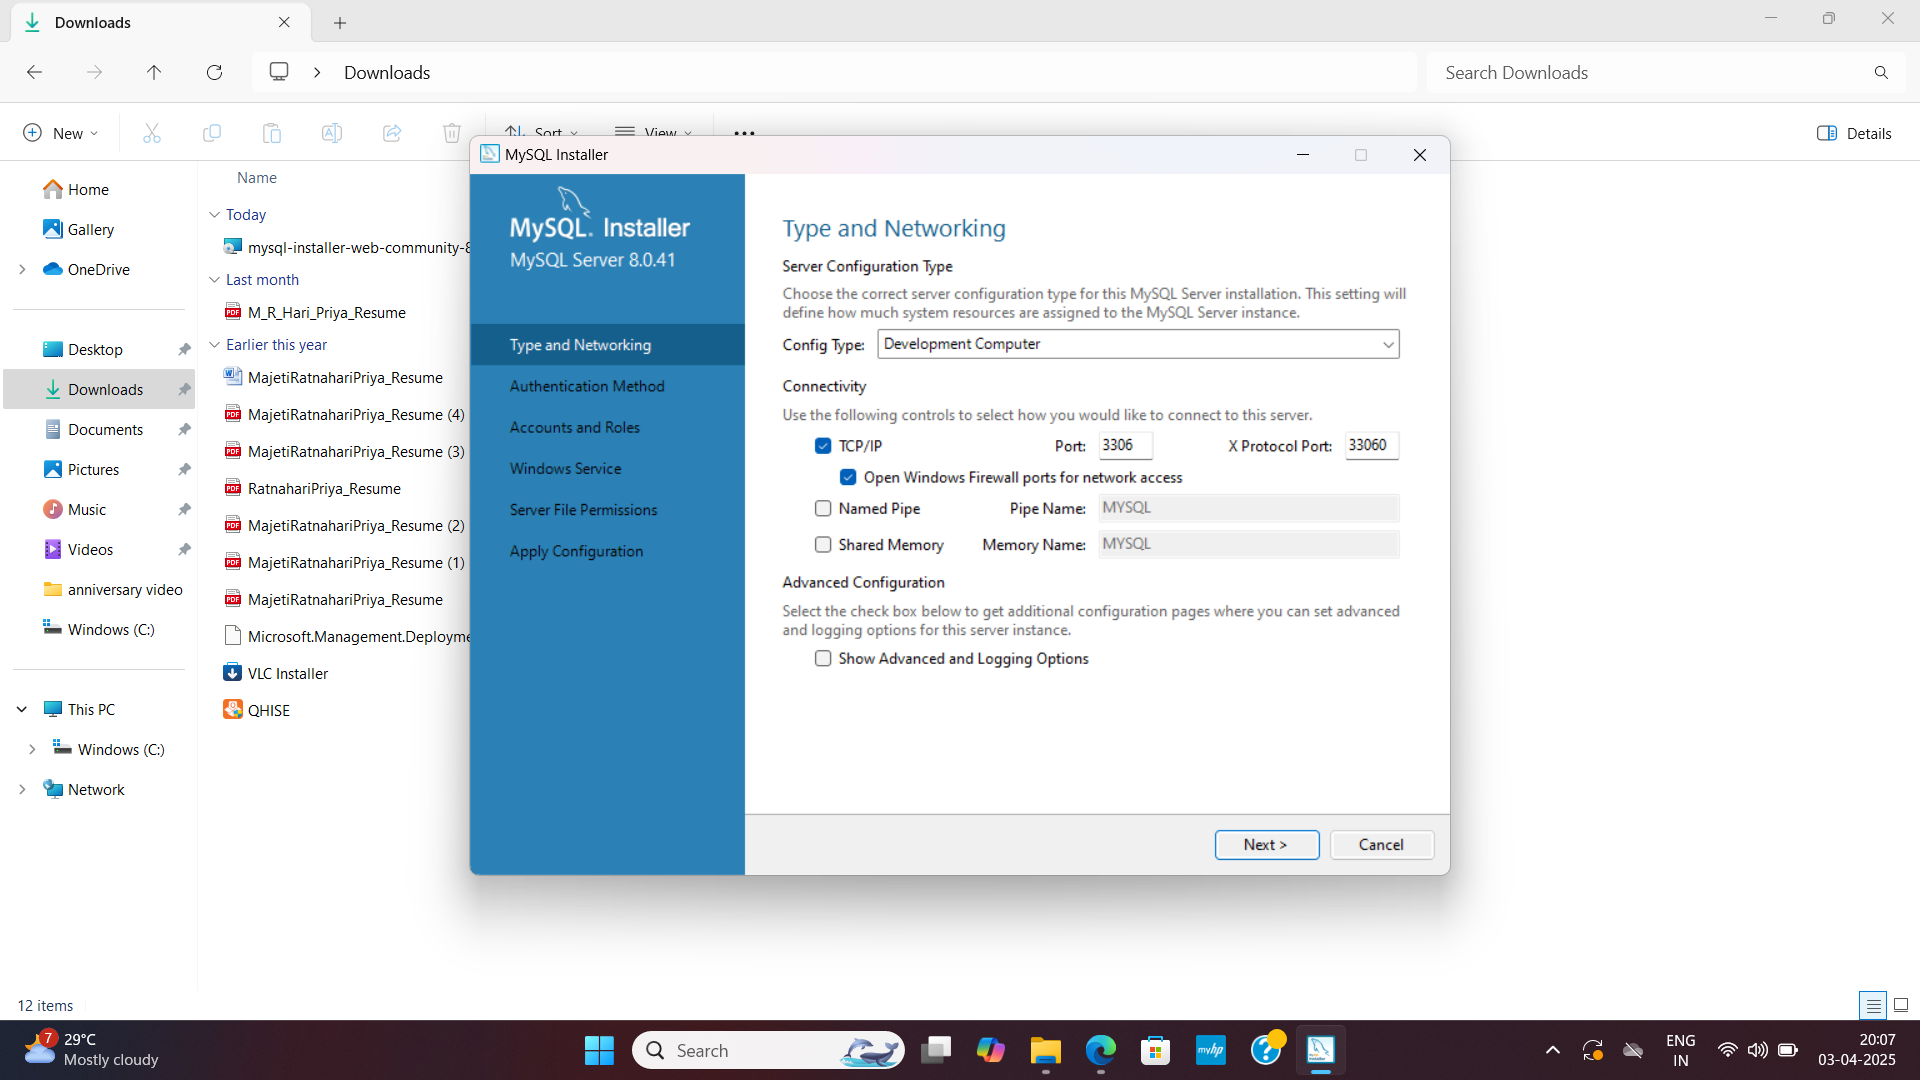 Downloads
Downloads
Search Downloads
New
Sort
View
Details
Home
Gallery
OneDrive
Desktop
Downloads
Documents
Pictures
Music
Videos
anniversary video
Windows (C:)
This PC
Windows (C:)
Network
Name
Today
mysql-installer-web-community-8
Last month
M_R_Hari_Priya_Resume
Earlier this year
MajetiRatnahariPriya_Resume
MajetiRatnahariPriya_Resume (4)
MajetiRatnahariPriya_Resume (3)
RatnahariPriya_Resume
MajetiRatnahariPriya_Resume (2)
MajetiRatnahariPriya_Resume (1)
MajetiRatnahariPriya_Resume
Microsoft.Management.Deployme
VLC Installer
QHISE
MySQL Installer
MySQL. Installer
MySQL Server 8.0.41
Type and Networking
Authentication Method
Accounts and Roles
Windows Service
Server File Permissions
Apply Configuration
Type and Networking
Server Configuration Type
Choose the correct server configuration type for this MySQL Server installation. This setting will
define how much system resources are assigned to the MySQL Server instance.
Config Type: Development Computer
Connectivity
Use the following controls to select how you would like to connect to this server.
TCP/IP Port: 3306 X Protocol Port: 33060
Open Windows Firewall ports for network access
Named Pipe Pipe Name: MYSQL
Shared Memory Memory Name: MYSQL
Advanced Configuration
Select the check box below to get additional configuration pages where you can set advanced
and logging options for this server instance.
Show Advanced and Logging Options
Next > Cancel
12 items
7
29°C
Mostly cloudy
Search
myhp
ENG
IN
20:07
03-04-2025